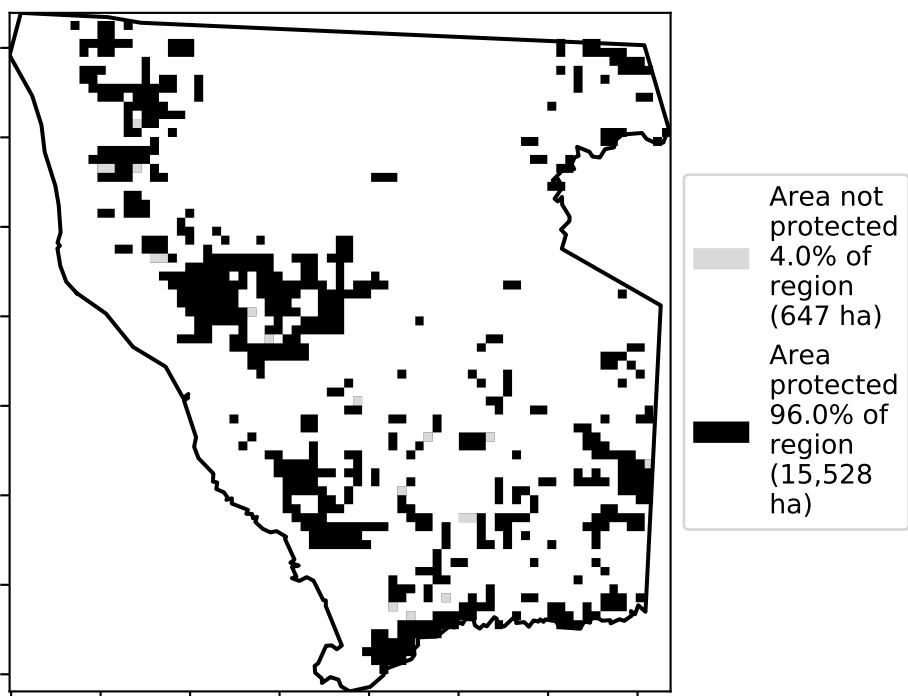 Area not
protected
4.0% of
region
(647 ha)
Area
protected
96.0% of
region
(15,528
ha)